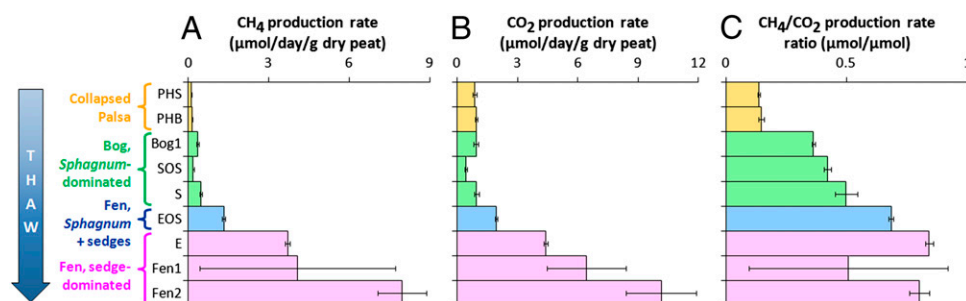 A CH₄ production rate
(μmol/day/g dry peat)
0 3 6 9
B CO₂ production rate
(μmol/day/g dry peat)
0 3 6 9 12
C CH₄/CO₂ production rate
ratio (μmol/μmol)
0 0.5 1
THAW
Collapsed
Palsa
Bog,
Sphagnum-
dominated
Fen,
Sphagnum
+ sedges
Fen, sedge-
dominated
PHS
PHB
Bog1
SOS
S
EOS
E
Fen1
Fen2